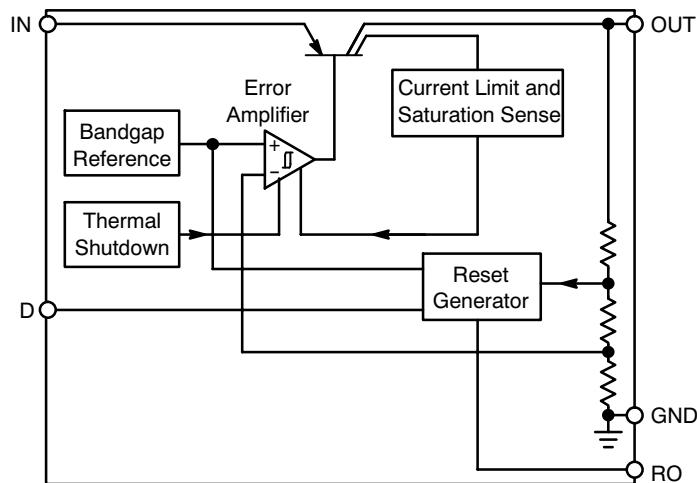 IN
OUT
Error
Amplifier
Current Limit and
Saturation Sense
Bandgap
Reference
+
−
Thermal
Shutdown
Reset
Generator
D
GND
RO